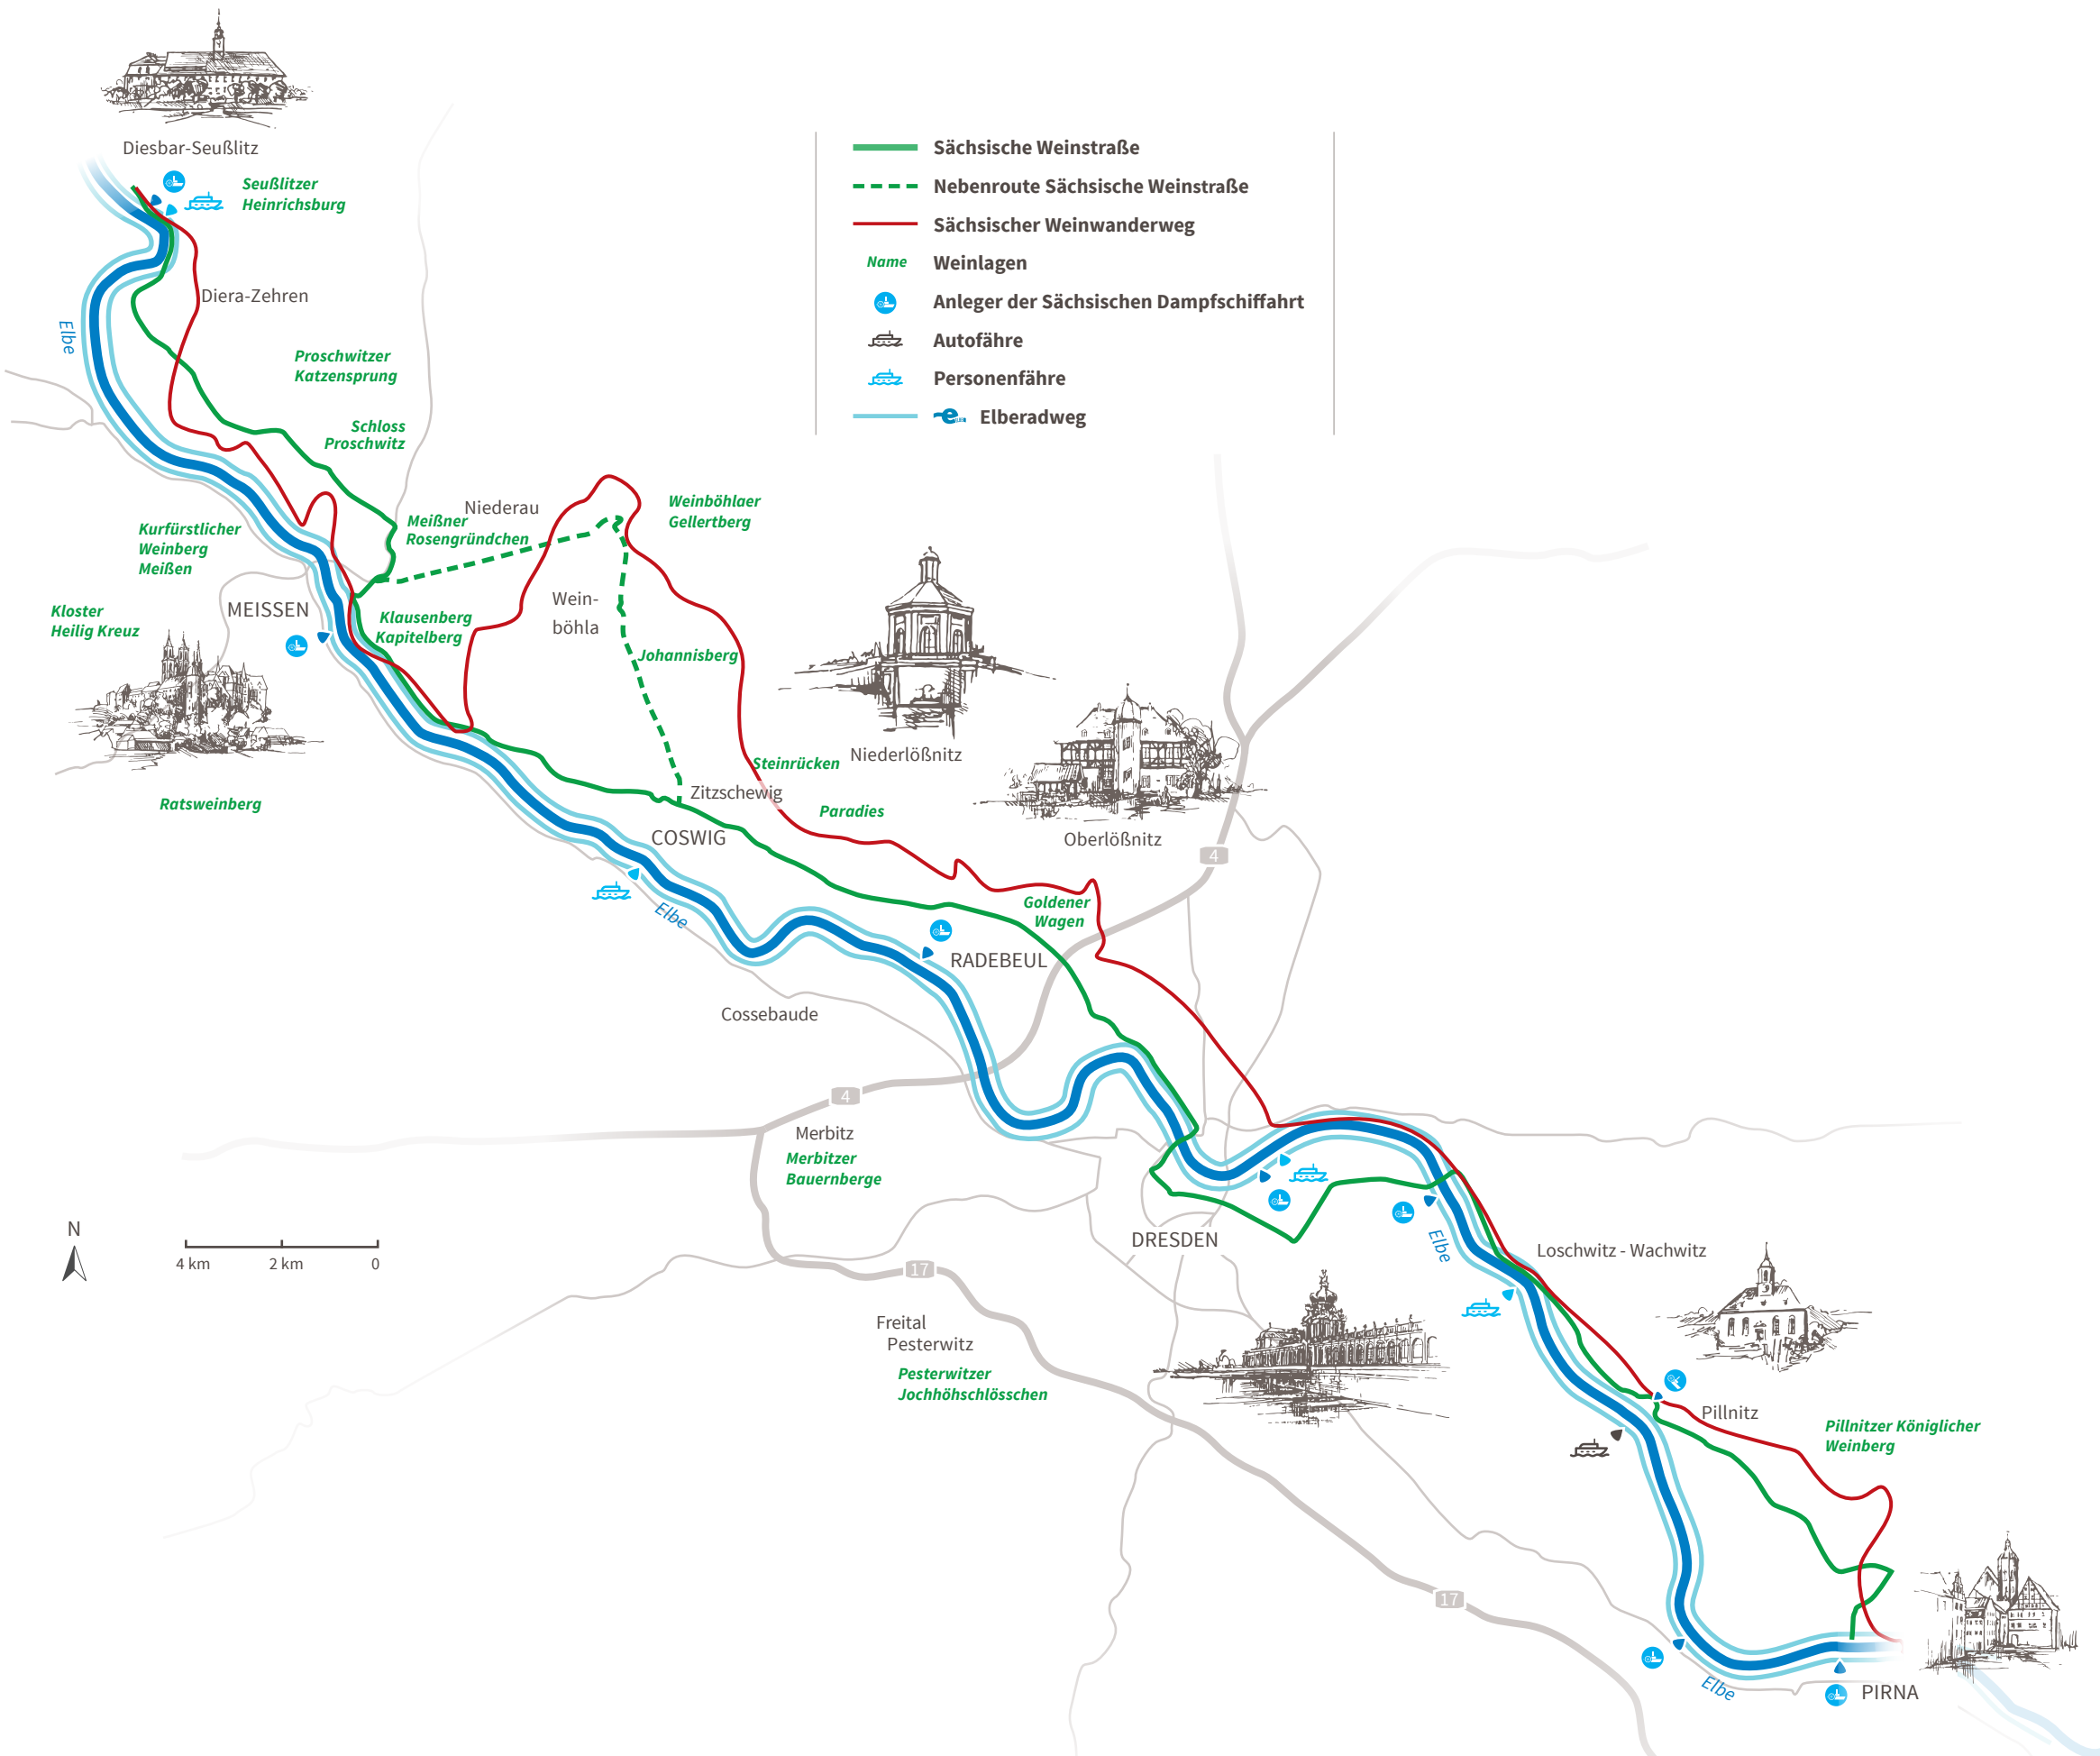 Diesbar-Seußlitz
Seußlitzer
Heinrichsburg
Sächsische Weinstraße
Nebenroute Sächsische Weinstraße
Sächsischer Weinwanderweg
Name
Weinlagen
Anleger der Sächsischen Dampfschiffahrt
Autofähre
Personenfähre
Elberadweg
Diera-Zehren
Elbe
Proschwitzer
Katzensprung
Schloss
Proschwitz
Niederau
Weinböhlaer
Gellertberg
Meißner
Rosengründchen
Kurfürstlicher
Weinberg
Meißen
MEISSEN
Kloster
Heilig Kreuz
Klausenberg
Kapitelberg
Wein-
böhla
Johannisberg
Ratsweinberg
Steinrücken
Niederlößnitz
Zitzschewig
Paradies
COSWIG
Oberlößnitz
4
Elbe
Goldener
Wagen
RADEBEUL
Cossebaude
4
Merbitz
Merbitzer
Bauernberge
N
4 km
2 km
0
DRESDEN
Elbe
Loschwitz - Wachwitz
17
Freital
Pesterwitz
Pesterwitzer
Jochhöhschlösschen
Pillnitz
Pillnitzer Königlicher
Weinberg
17
Elbe
PIRNA